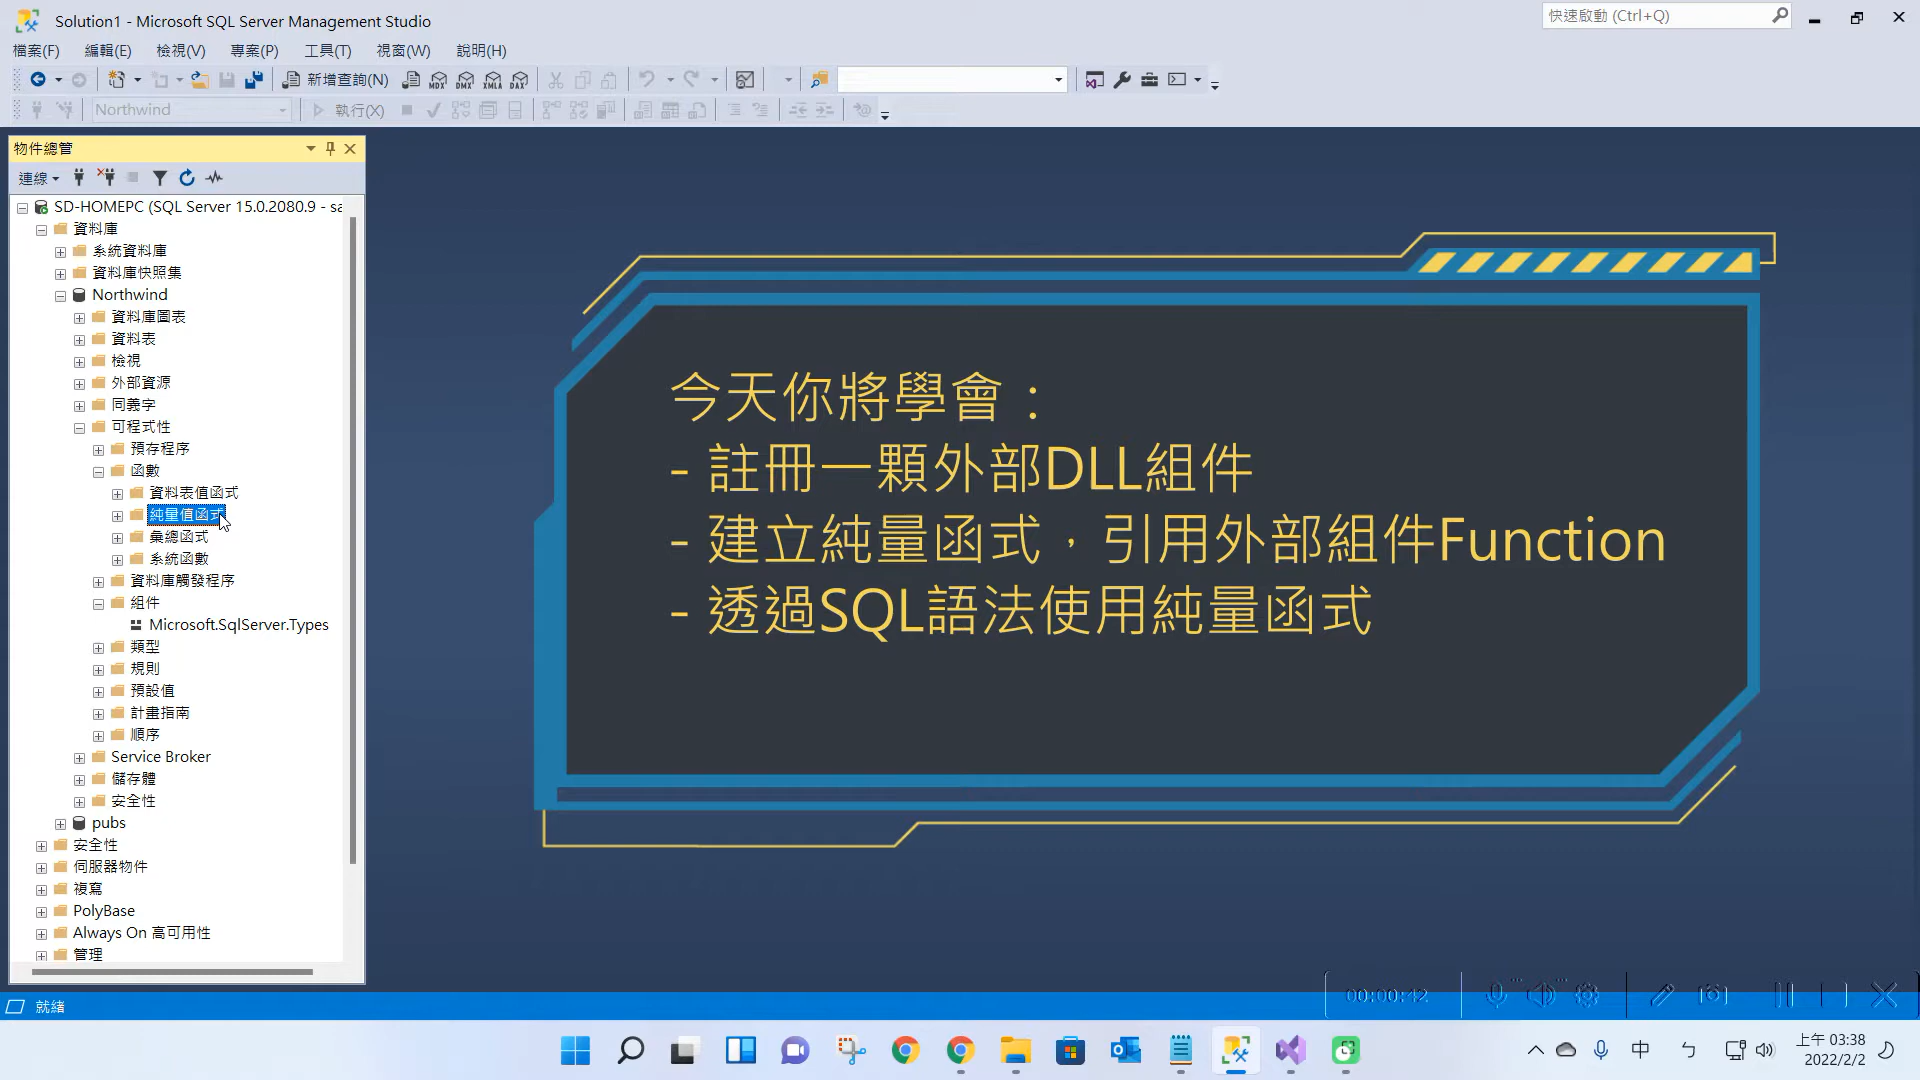 Solution1 - Microsoft SQL Server Management Studio
快速啟動 (Ctrl+Q)
檔案(F) 編輯(E) 檢視(V) 專案(P) 工具(T) 視窗(W) 說明(H)
新增查詢(N) MDX DMX XMLA DAX
Northwind 執行(X)
物件總管
連線
SD-HOMEPC (SQL Server 15.0.2080.9 - sa
資料庫
系統資料庫
資料庫快照集
Northwind
資料庫圖表
資料表
檢視
外部資源
同義字
可程式性
預存程序
函數
資料表值函式
純量值函式
彙總函式
系統函數
資料庫觸發程序
組件
Microsoft.SqlServer.Types
類型
規則
預設值
計畫指南
順序
Service Broker
儲存體
安全性
pubs
安全性
伺服器物件
複寫
PolyBase
Always On 高可用性
管理
今天你將學會：
- 註冊一顆外部DLL組件
- 建立純量函式，引用外部組件Function
- 透過SQL語法使用純量函式
00:00:42
就緒
中
ㄅ
上午 03:38
2022/2/2